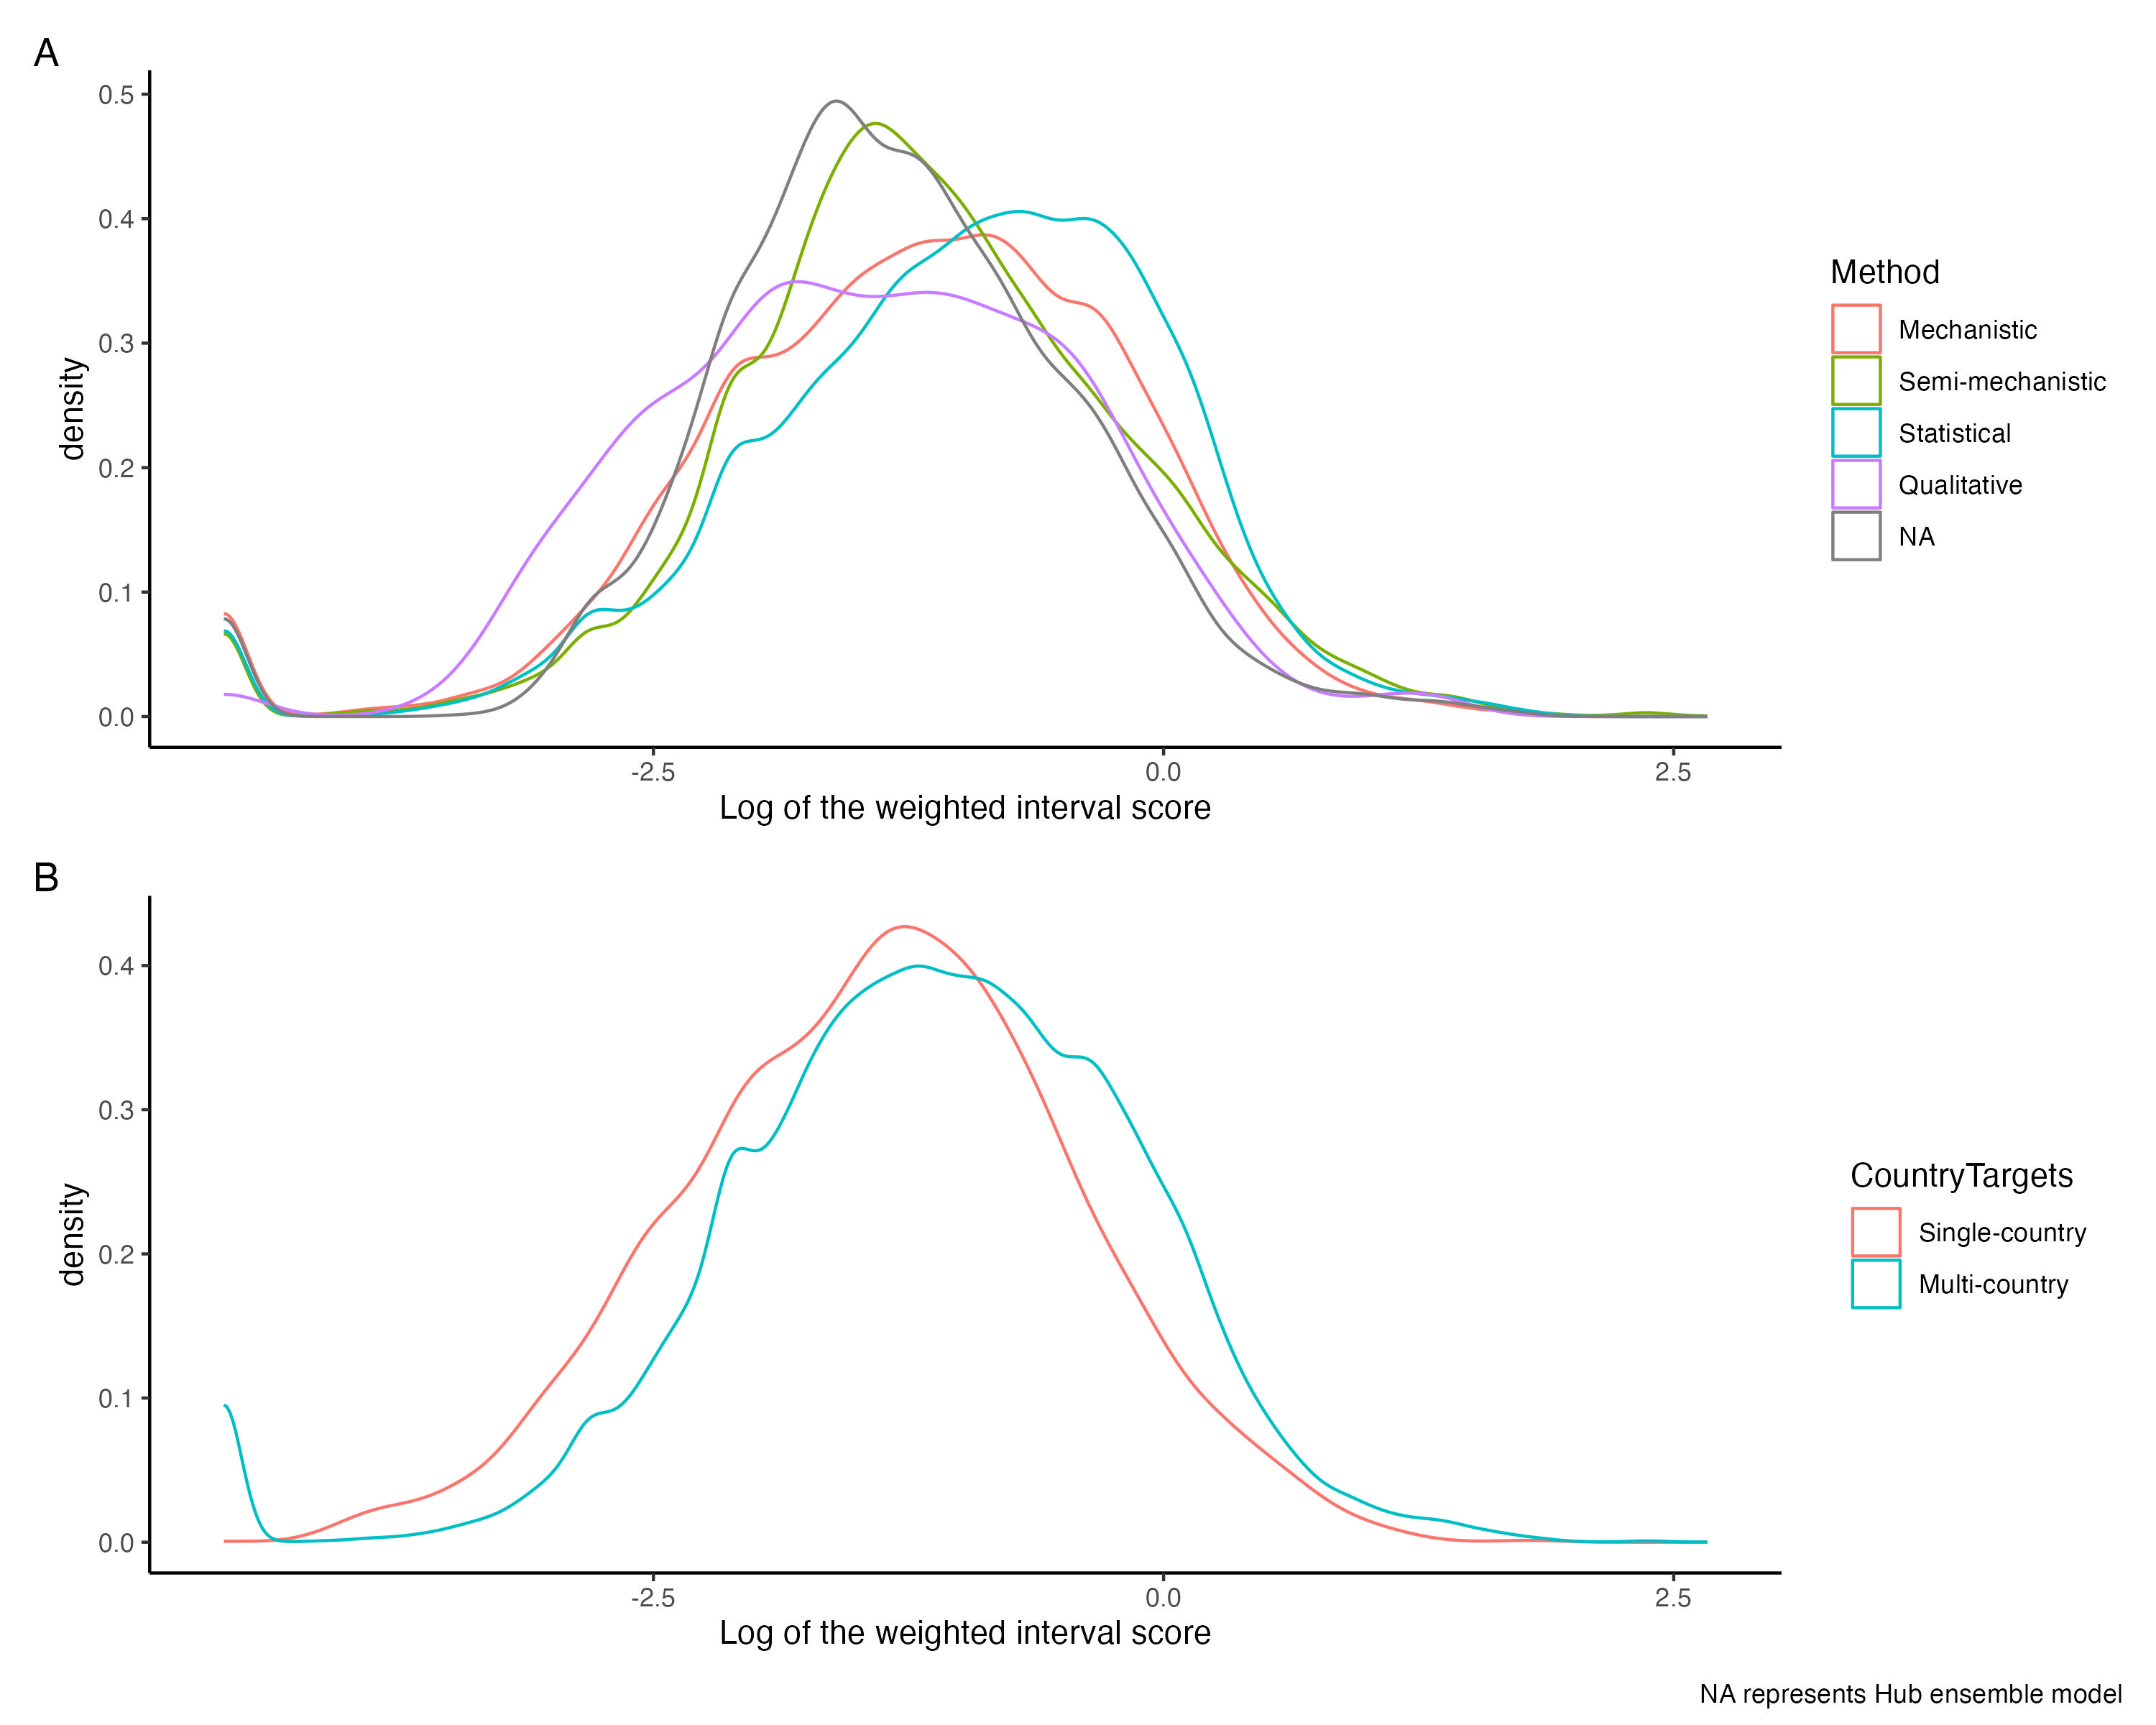 A
0.5
0.4
0.3
0.2
0.1
0.0
density
-2.5
0.0
2.5
Log of the weighted interval score
Method
Mechanistic
Semi-mechanistic
Statistical
Qualitative
NA
B
0.4
0.3
0.2
0.1
0.0
density
-2.5
0.0
2.5
Log of the weighted interval score
CountryTargets
Single-country
Multi-country
NA represents Hub ensemble model